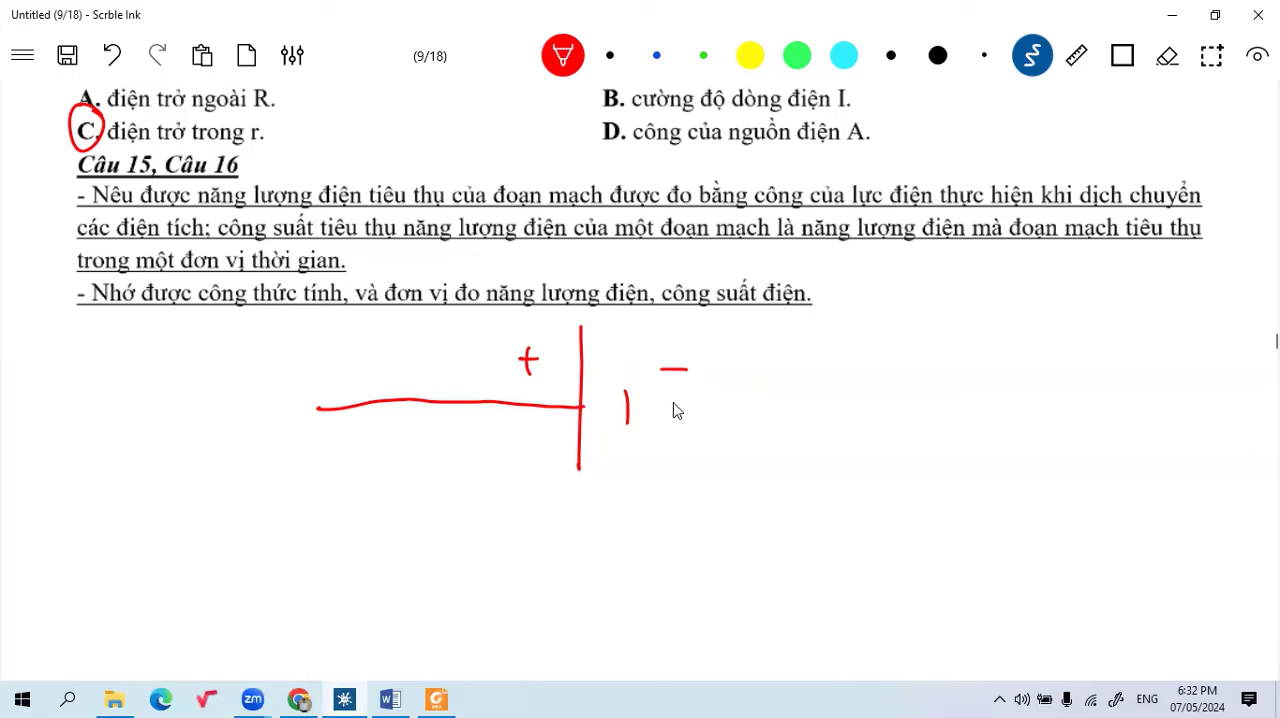 Untitled (9/18) - Scrble Ink
(9/18)
A. điện trở ngoài R. B. cường độ dòng điện I.
C. điện trở trong r. D. công của nguồn điện A.
Câu 15, Câu 16
- Nêu được năng lượng điện tiêu thụ của đoạn mạch được đo bằng công của lực điện thực hiện khi dịch chuyển
các điện tích; công suất tiêu thụ năng lượng điện của một đoạn mạch là năng lượng điện mà đoạn mạch tiêu thụ
trong một đơn vị thời gian.
- Nhớ được công thức tính, và đơn vị đo năng lượng điện, công suất điện.
+ −
zm
ENG
6:32 PM
07/05/2024